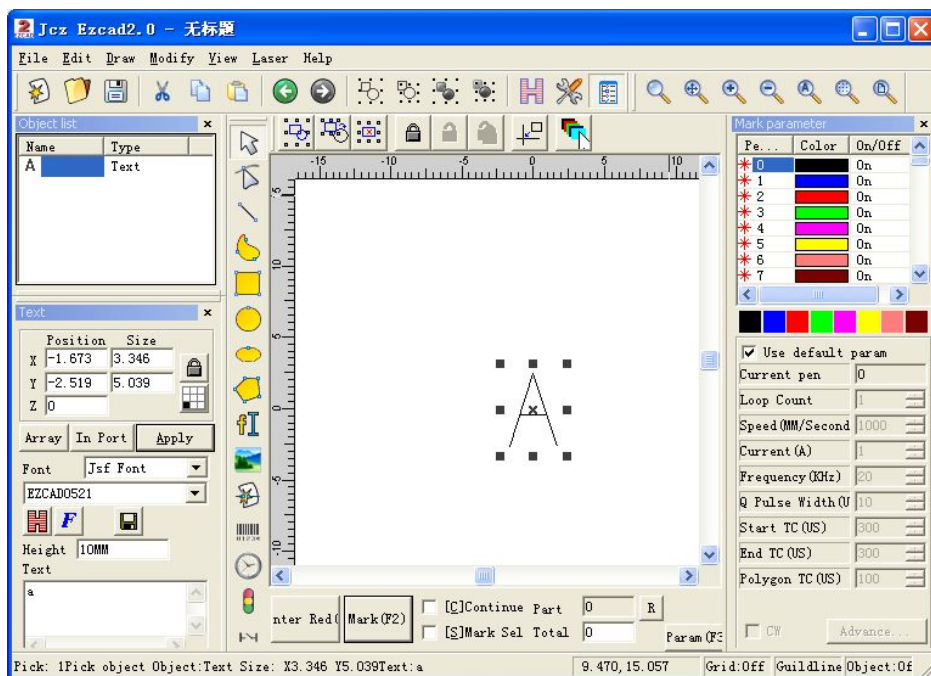 Jcz Ezcad2.0 - 无标题
File Edit Draw Modify View Laser Help
Object list
Name Type
A Text
Text
Position Size
X -1.673 3.346
Y -2.519 5.039
Z 0
Array In Port Apply
Font Jsf Font
EZCAD0521
F
Height 10MM
Text
a
-15 -10 -5 0 5 10
10
5
0
-5
-10
A
nter Red( Mark(F2) [C]Continue Part 0 R
[S]Mark Sel Total 0 Param(F3
Mark parameter
Pe... Color On/Off
0 On
1 On
2 On
3 On
4 On
5 On
6 On
7 On
Use default param
Current pen 0
Loop Count 1
Speed(MM/Second 1000
Current(A) 1
Frequency(KHz) 20
Q Pulse Width(U 10
Start TC(US) 300
End TC(US) 300
Polygon TC(US) 100
CW Advance...
Pick: 1Pick object Object:Text Size: X3.346 Y5.039Text:a 9.470,15.057 Grid:Off Guildline Object:Of